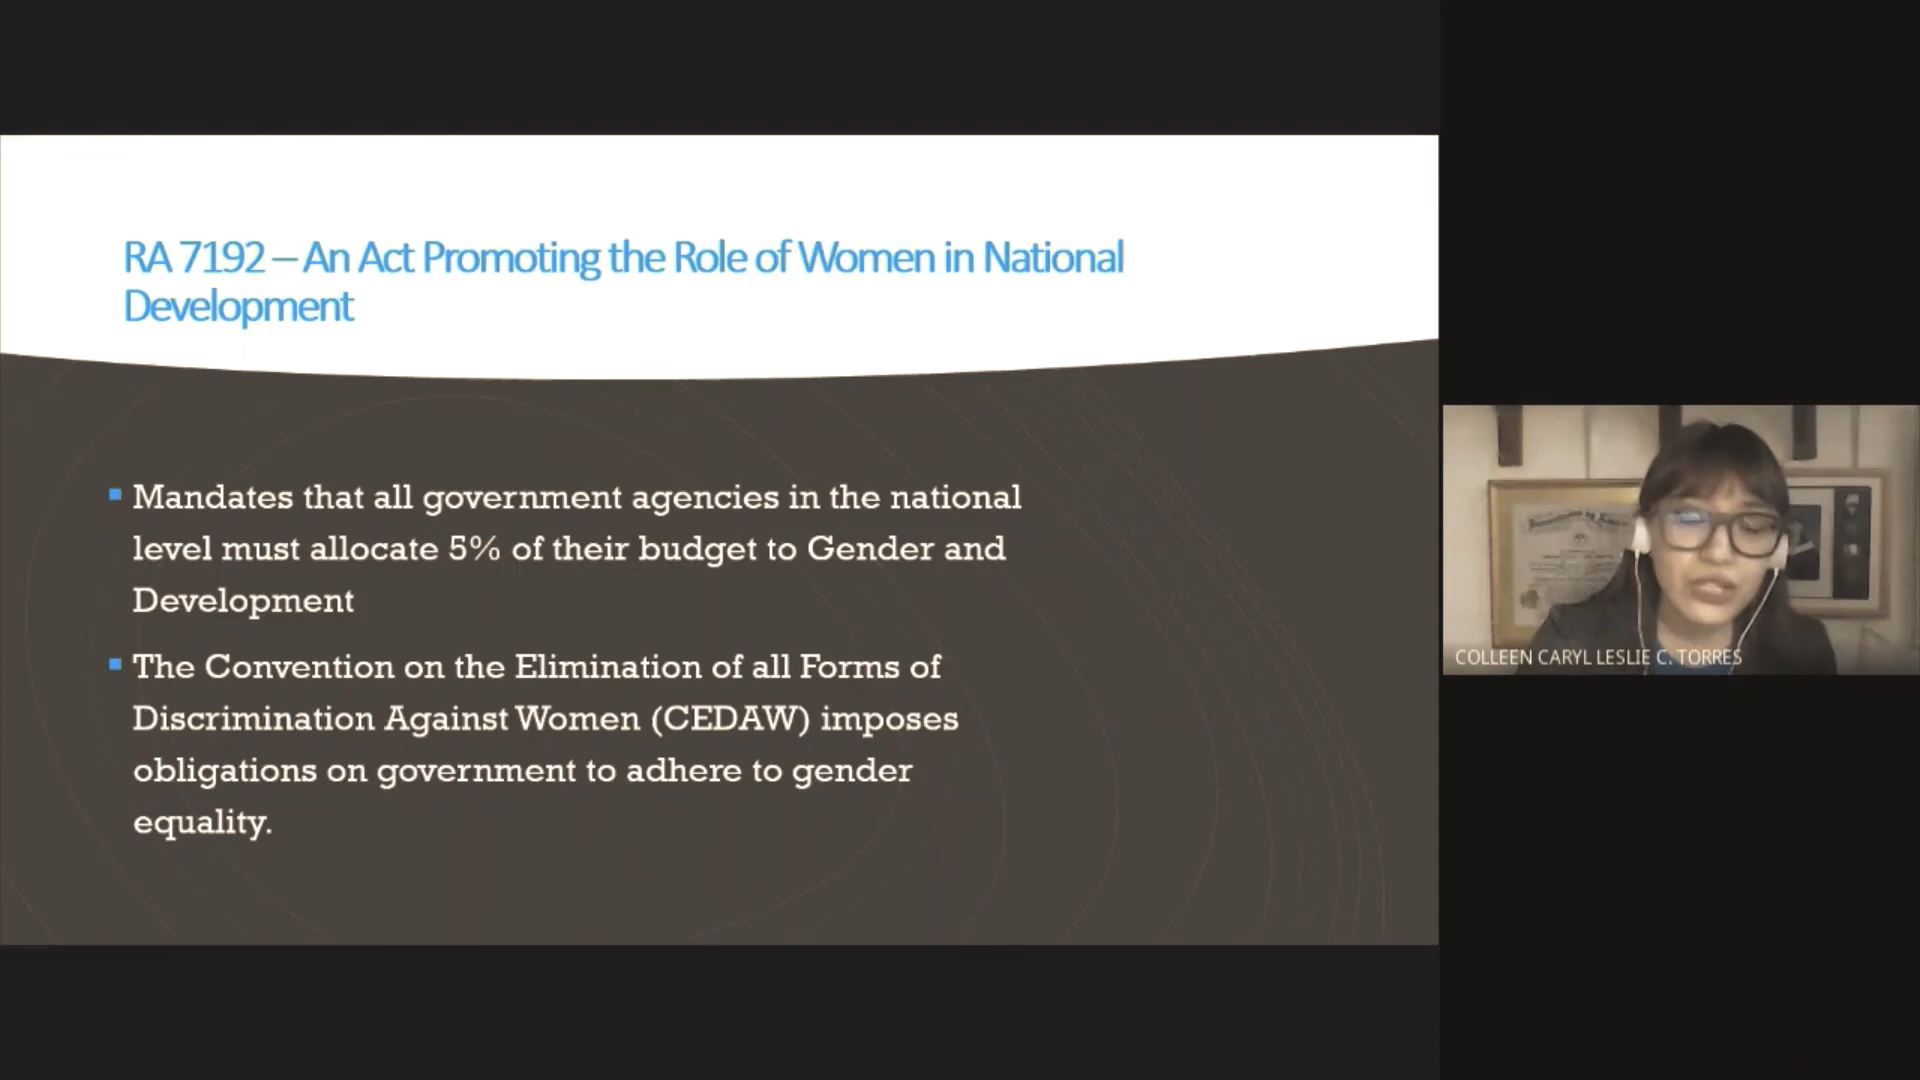 RA 7192 – An Act Promoting the Role of Women in National
Development
Mandates that all government agencies in the national
level must allocate 5% of their budget to Gender and
Development
The Convention on the Elimination of all Forms of
Discrimination Against Women (CEDAW) imposes
obligations on government to adhere to gender
equality.
COLLEEN CARYL LESLIE C. TORRES